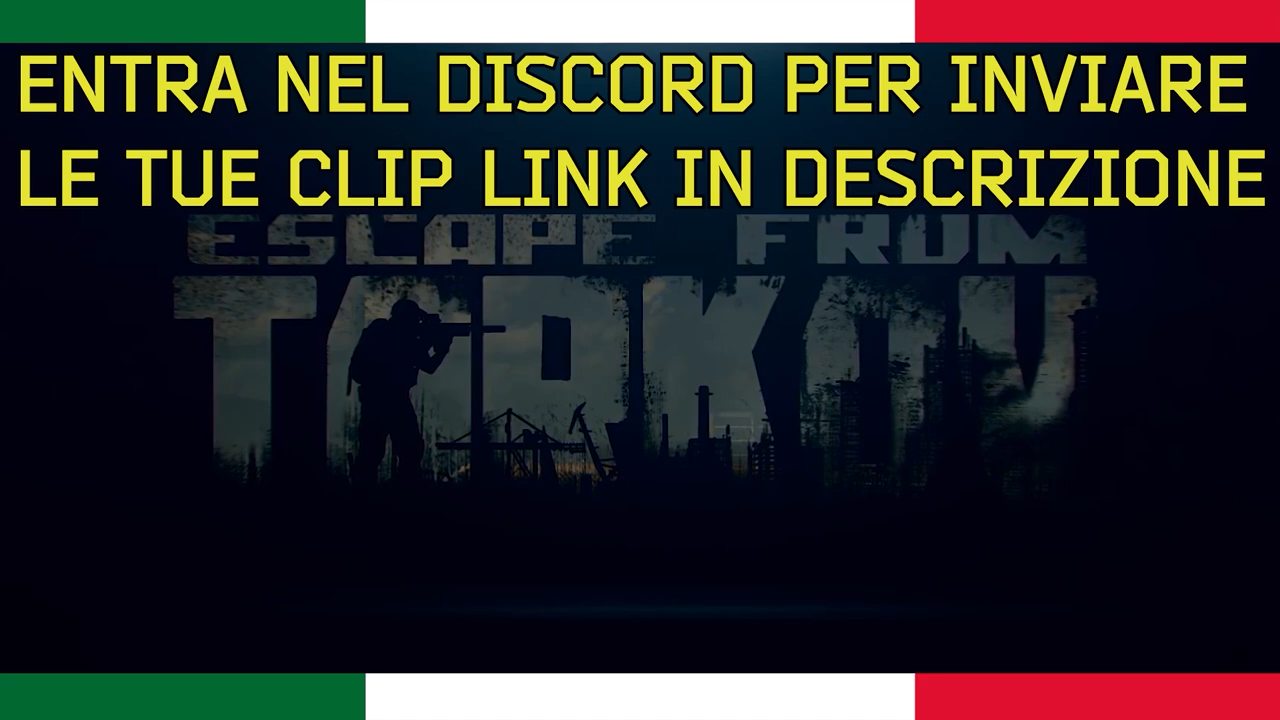 ENTRA NEL DISCORD PER INVIARE
LE TUE CLIP LINK IN DESCRIZIONE
ESCAPE FROM
TARKOV